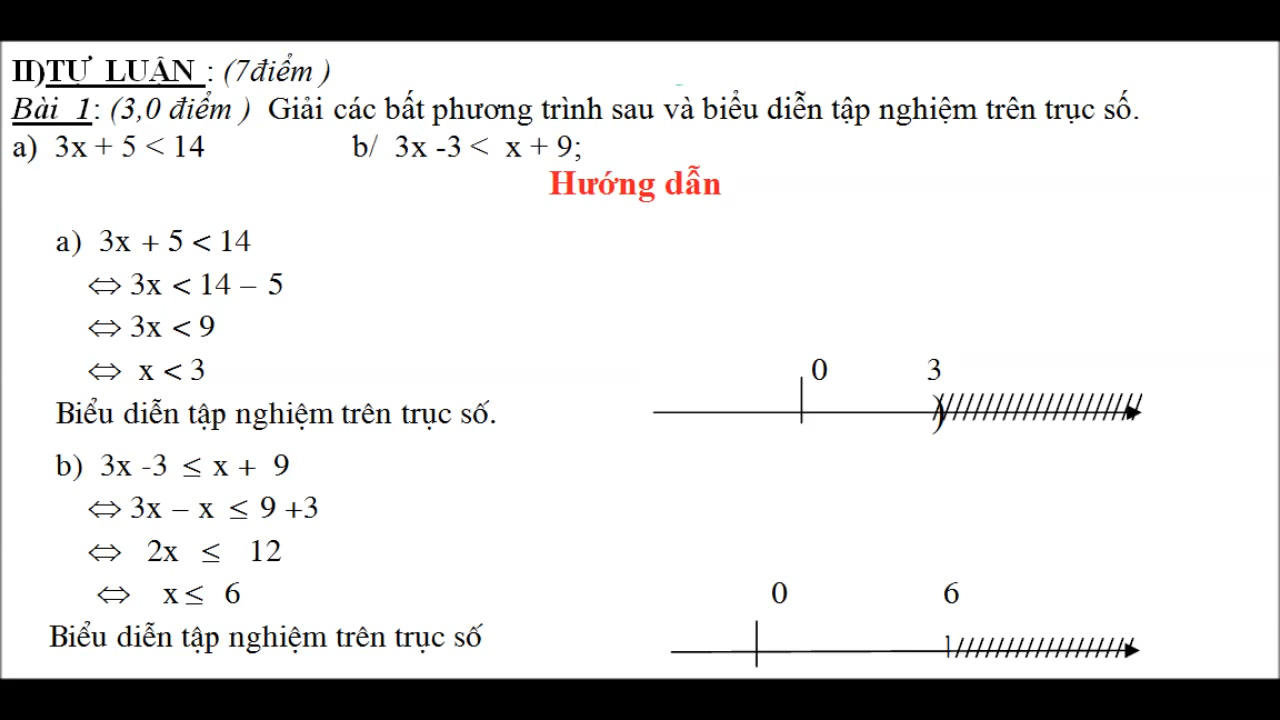 II)TỰ LUẬN : (7điểm )
Bài 1: (3,0 điểm ) Giải các bất phương trình sau và biểu diễn tập nghiệm trên trục số.
a) 3x + 5 < 14 b/ 3x -3 < x + 9;
Hướng dẫn
a) 3x + 5 < 14
⇔ 3x < 14 – 5
⇔ 3x < 9
⇔ x < 3
0 3
Biểu diễn tập nghiệm trên trục số.
)
b) 3x -3 ≤ x + 9
⇔ 3x – x ≤ 9 +3
⇔ 2x ≤ 12
⇔ x ≤ 6
0 6
Biểu diễn tập nghiệm trên trục số
]